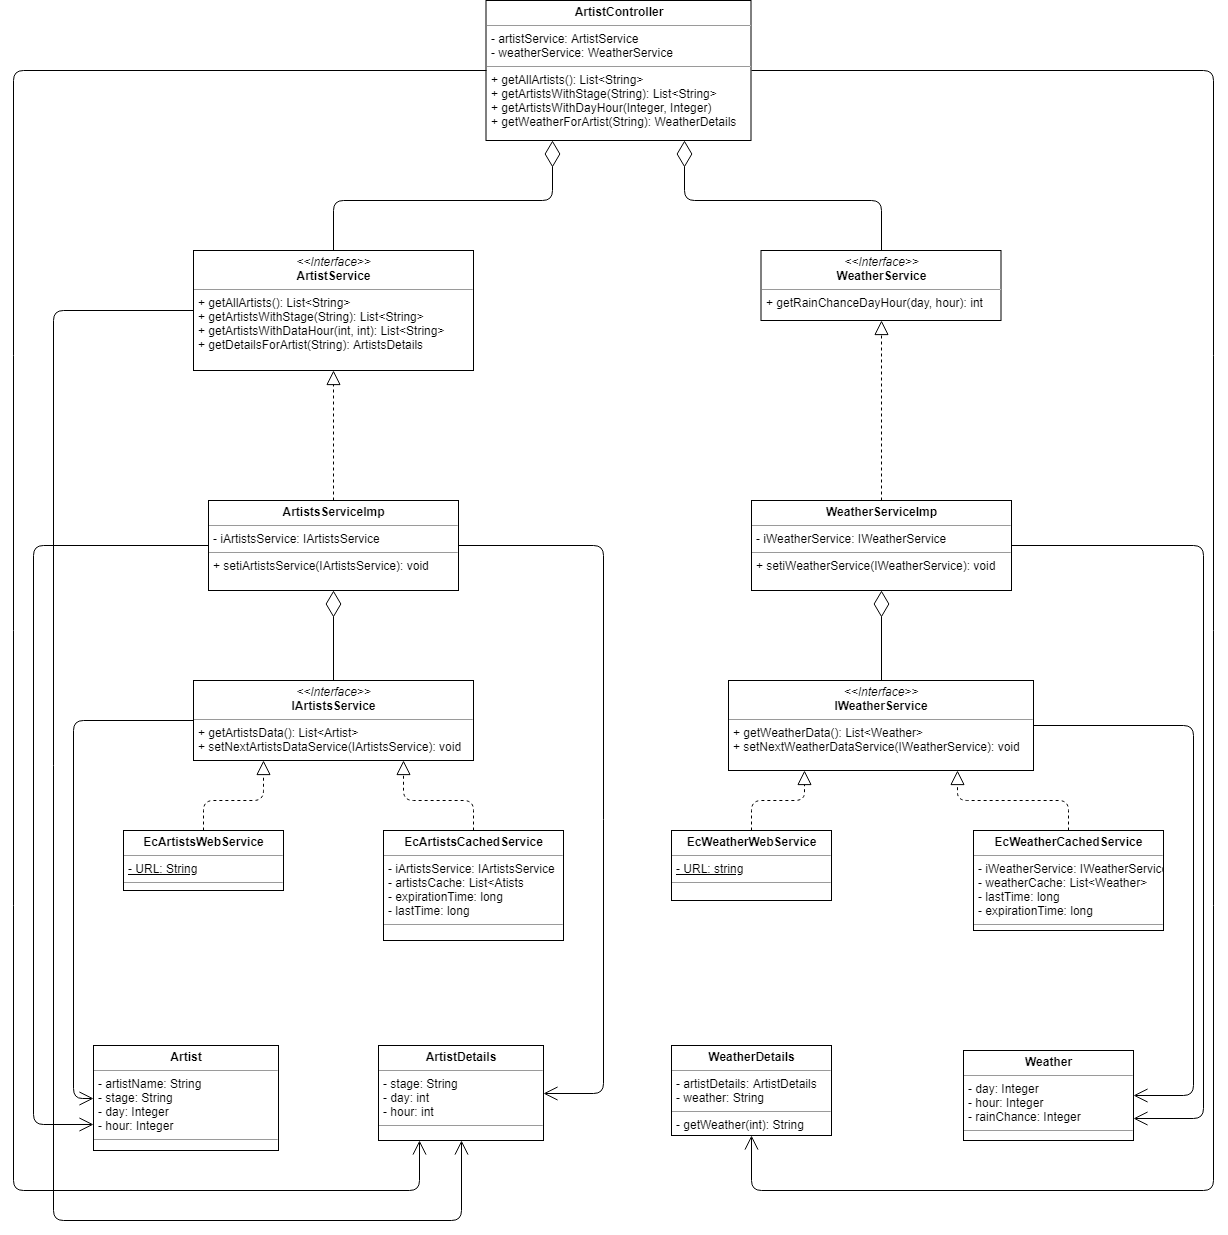 ArtistController
- artistService: ArtistService
- weatherService: WeatherService
+ getAllArtists(): List<String>
+ getArtistsWithStage(String): List<String>
+ getArtistsWithDayHour(Integer, Integer)
+ getWeatherForArtist(String): WeatherDetails
<<Interface>>
ArtistService
+ getAllArtists(): List<String>
+ getArtistsWithStage(String): List<String>
+ getArtistsWithDataHour(int, int): List<String>
+ getDetailsForArtist(String): ArtistsDetails
<<Interface>>
WeatherService
+ getRainChanceDayHour(day, hour): int
ArtistsServiceImp
- iArtistsService: IArtistsService
+ setiArtistsService(IArtistsService): void
WeatherServiceImp
- iWeatherService: IWeatherService
+ setiWeatherService(IWeatherService): void
<<Interface>>
IArtistsService
+ getArtistsData(): List<Artist>
+ setNextArtistsDataService(IArtistsService): void
<<Interface>>
IWeatherService
+ getWeatherData(): List<Weather>
+ setNextWeatherDataService(IWeatherService): void
EcArtistsWebService
- URL: String
EcArtistsCachedService
- iArtistsService: IArtistsService
- artistsCache: List<Atists
- expirationTime: long
- lastTime: long
EcWeatherWebService
- URL: string
EcWeatherCachedService
- iWeatherService: IWeatherServic
- weatherCache: List<Weather>
- lastTime: long
- expirationTime: long
Artist
- artistName: String
- stage: String
- day: Integer
- hour: Integer
ArtistDetails
- stage: String
- day: int
- hour: int
WeatherDetails
- artistDetails: ArtistDetails
- weather: String
- getWeather(int): String
Weather
- day: Integer
- hour: Integer
- rainChance: Integer